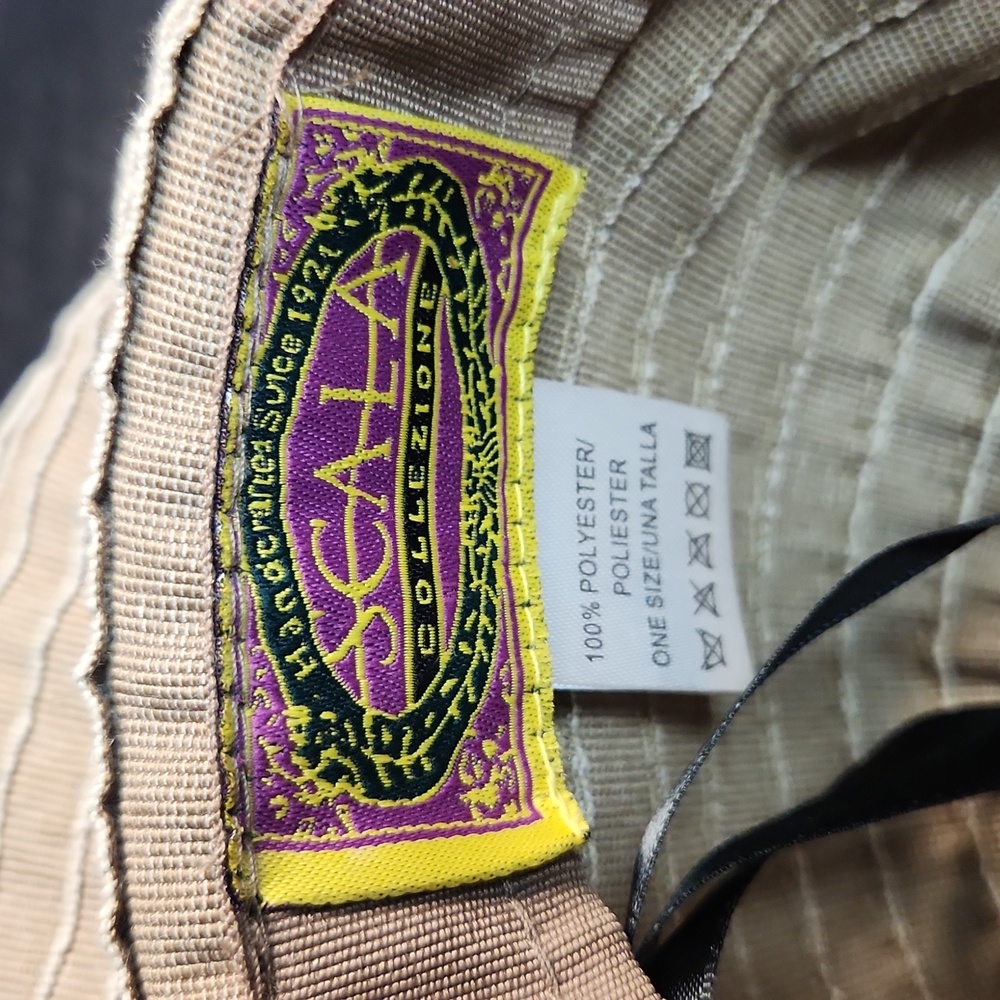 Handcrafted Since 1921
SCALA
COLLEZIONE
100% POLYESTER/
POLIESTER
ONE SIZE/UNA TALLA